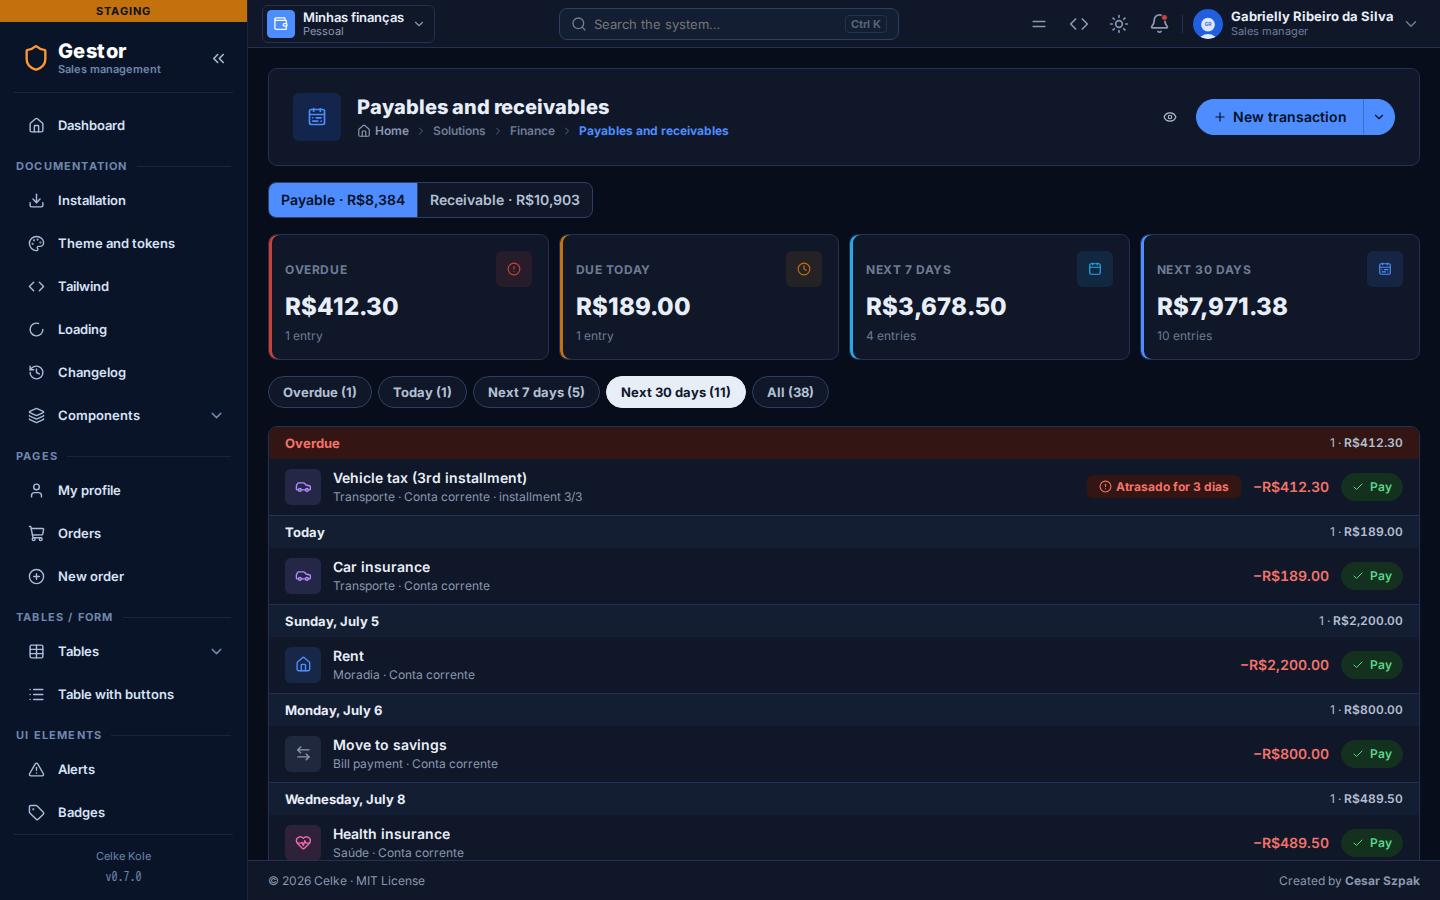 STAGING
Gestor
Sales management
Dashboard
DOCUMENTATION
Installation
Theme and tokens
Tailwind
Loading
Changelog
Components
PAGES
My profile
Orders
New order
TABLES / FORM
Tables
Table with buttons
UI ELEMENTS
Alerts
Badges
Celke Kole
v0.7.0
Minhas finanças
Pessoal
Search the system...
Ctrl K
GR
Gabrielly Ribeiro da Silva
Sales manager
Payables and receivables
Home > Solutions > Finance > Payables and receivables
New transaction
Payable · R$8,384
Receivable · R$10,903
OVERDUE
R$412.30
1 entry
DUE TODAY
R$189.00
1 entry
NEXT 7 DAYS
R$3,678.50
4 entries
NEXT 30 DAYS
R$7,971.38
10 entries
Overdue (1)
Today (1)
Next 7 days (5)
Next 30 days (11)
All (38)
Overdue
1 · R$412.30
Vehicle tax (3rd installment)
Transporte · Conta corrente · installment 3/3
Atrasado for 3 dias
−R$412.30
Pay
Today
1 · R$189.00
Car insurance
Transporte · Conta corrente
−R$189.00
Pay
Sunday, July 5
1 · R$2,200.00
Rent
Moradia · Conta corrente
−R$2,200.00
Pay
Monday, July 6
1 · R$800.00
Move to savings
Bill payment · Conta corrente
−R$800.00
Pay
Wednesday, July 8
1 · R$489.50
Health insurance
Saúde · Conta corrente
−R$489.50
Pay
© 2026 Celke · MIT License
Created by Cesar Szpak